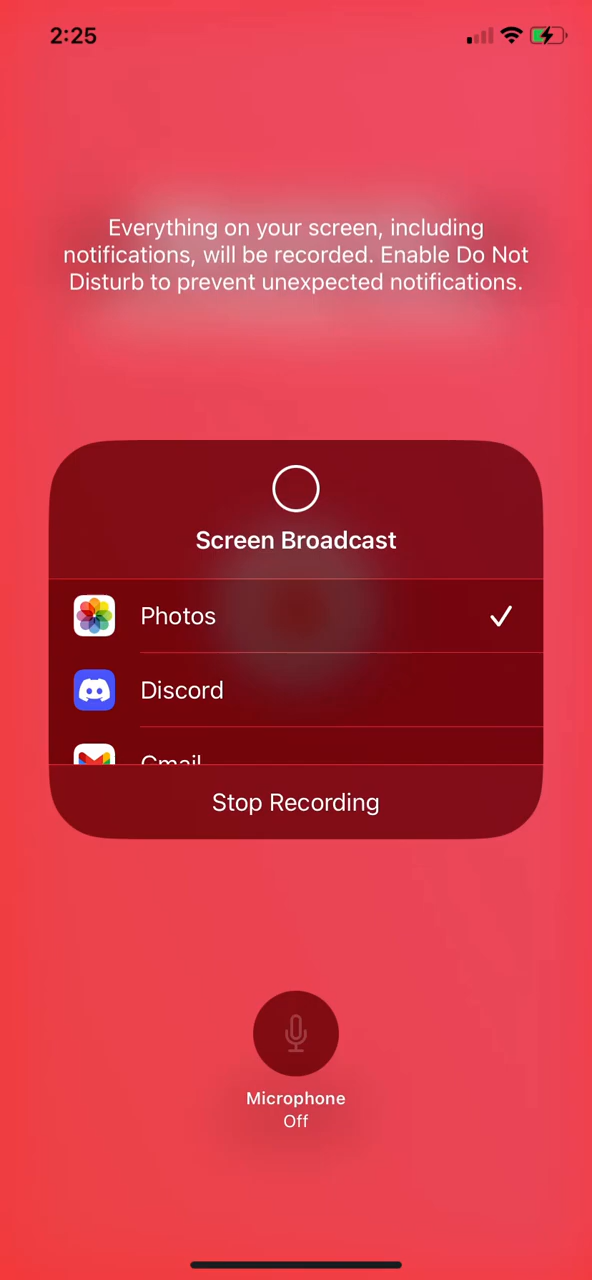 2:25
Everything on your screen, including
notifications, will be recorded. Enable Do Not
Disturb to prevent unexpected notifications.
Screen Broadcast
Photos
Discord
Gmail
Stop Recording
Microphone
Off